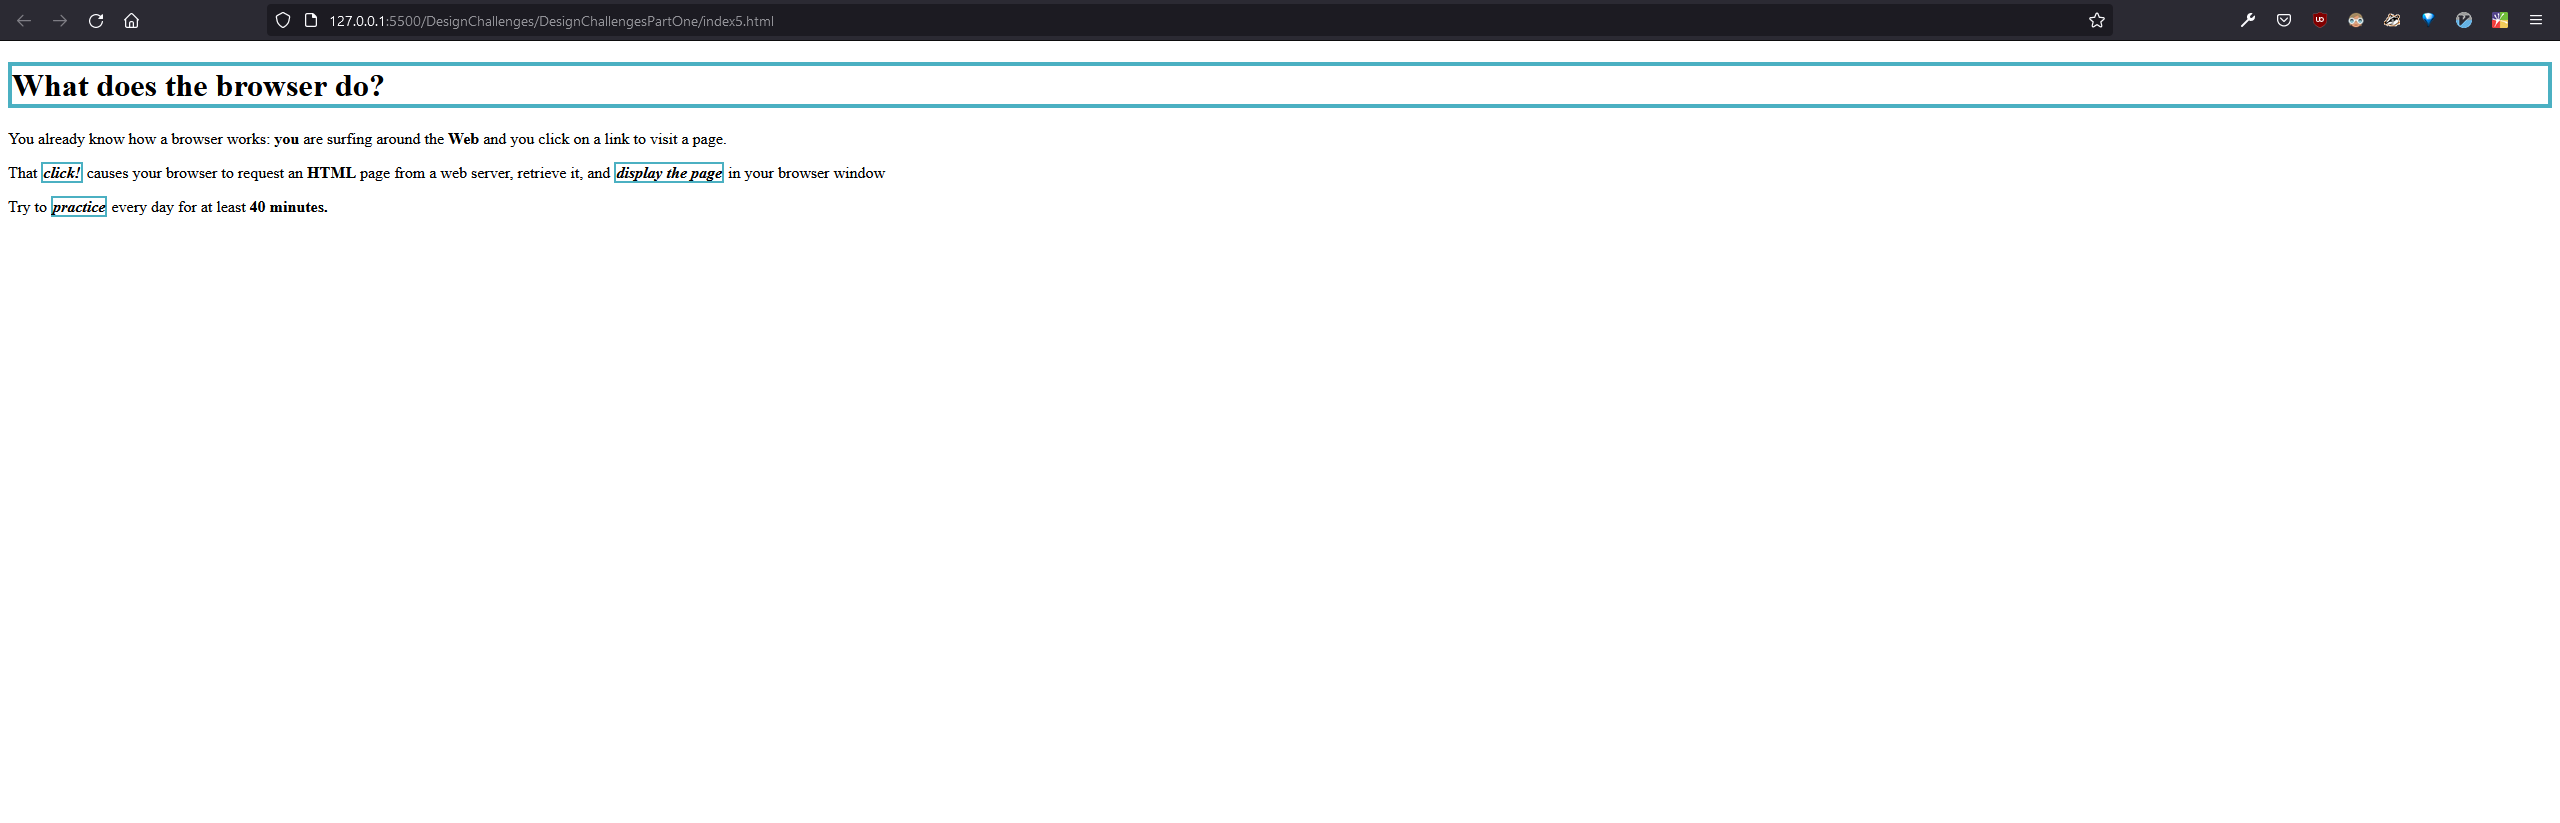 127.0.0.1:5500/DesignChallenges/DesignChallengesPartOne/index5.html
What does the browser do?
You already know how a browser works: you are surfing around the Web and you click on a link to visit a page.
That click! causes your browser to request an HTML page from a web server, retrieve it, and display the page in your browser window
Try to practice every day for at least 40 minutes.